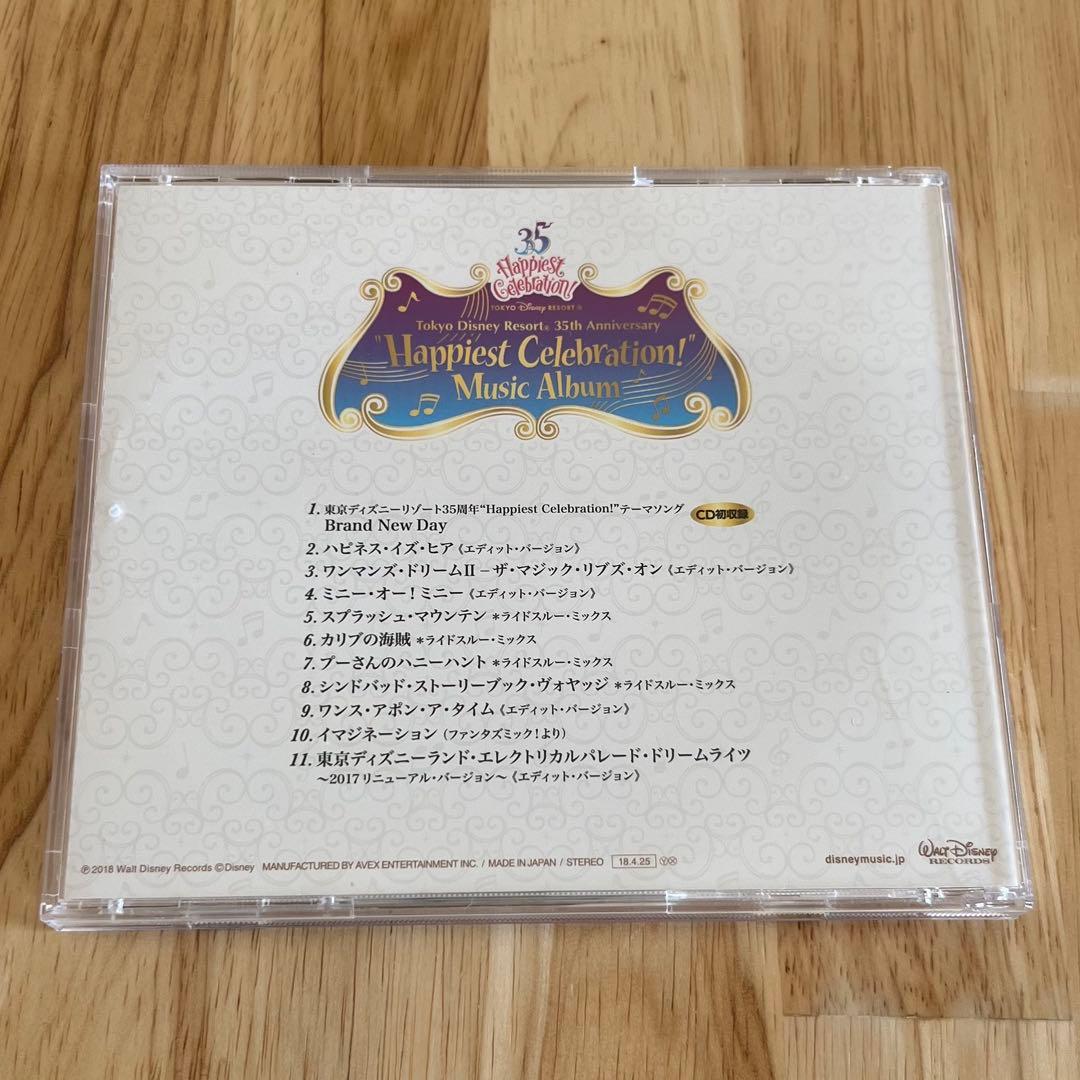 35
Happiest
Celebration!
TOKYO Disney RESORT®
Tokyo Disney Resort® 35th Anniversary
"Happiest Celebration!"
Music Album
1. 東京ディズニーリゾート35周年“Happiest Celebration!”テーマソング CD初収録
Brand New Day
2. ハピネス・イズ・ヒア《エディット・バージョン》
3. ワンマンズ・ドリームII－ザ・マジック・リブズ・オン《エディット・バージョン》
4. ミニー・オー！ミニー《エディット・バージョン》
5. スプラッシュ・マウンテン *ライドスルー・ミックス
6. カリブの海賊 *ライドスルー・ミックス
7. プーさんのハニーハント *ライドスルー・ミックス
8. シンドバッド・ストーリーブック・ヴォヤッジ *ライドスルー・ミックス
9. ワンス・アポン・ア・タイム《エディット・バージョン》
10. イマジネーション（ファンタズミック！より）
11. 東京ディズニーランド・エレクトリカルパレード・ドリームライツ
～2017リニューアル・バージョン～《エディット・バージョン》
℗2018 Walt Disney Records ©Disney MANUFACTURED BY AVEX ENTERTAINMENT INC. / MADE IN JAPAN / STEREO 18.4.25 ⓎⓍ
disneymusic.jp
WALT DISNEY
RECORDS